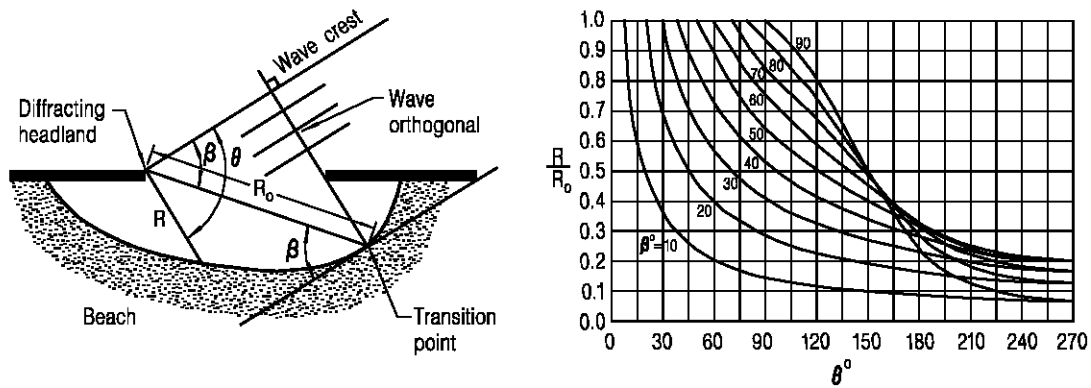 Wave crest
Diffracting
headland
Wave
orthogonal
β
θ
R₀
R
β
Beach
Transition
point
R
R₀
1.0
0.9
0.8
0.7
0.6
0.5
0.4
0.3
0.2
0.1
0.0
90
80
70
60
50
40
30
20
β°=10
0 30 60 90 120 150 180 210 240 270
θ°